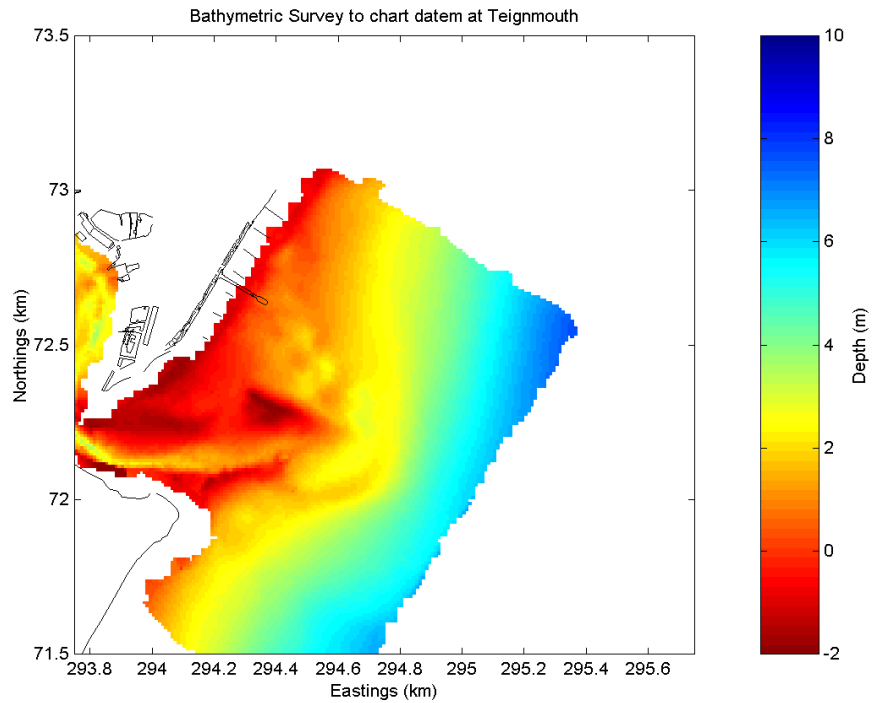 Bathymetric Survey to chart datem at Teignmouth
73.5
73
72.5
72
71.5
Northings (km)
293.8 294 294.2 294.4 294.6 294.8 295 295.2 295.4 295.6
Eastings (km)
10
8
6
4
2
0
-2
Depth (m)